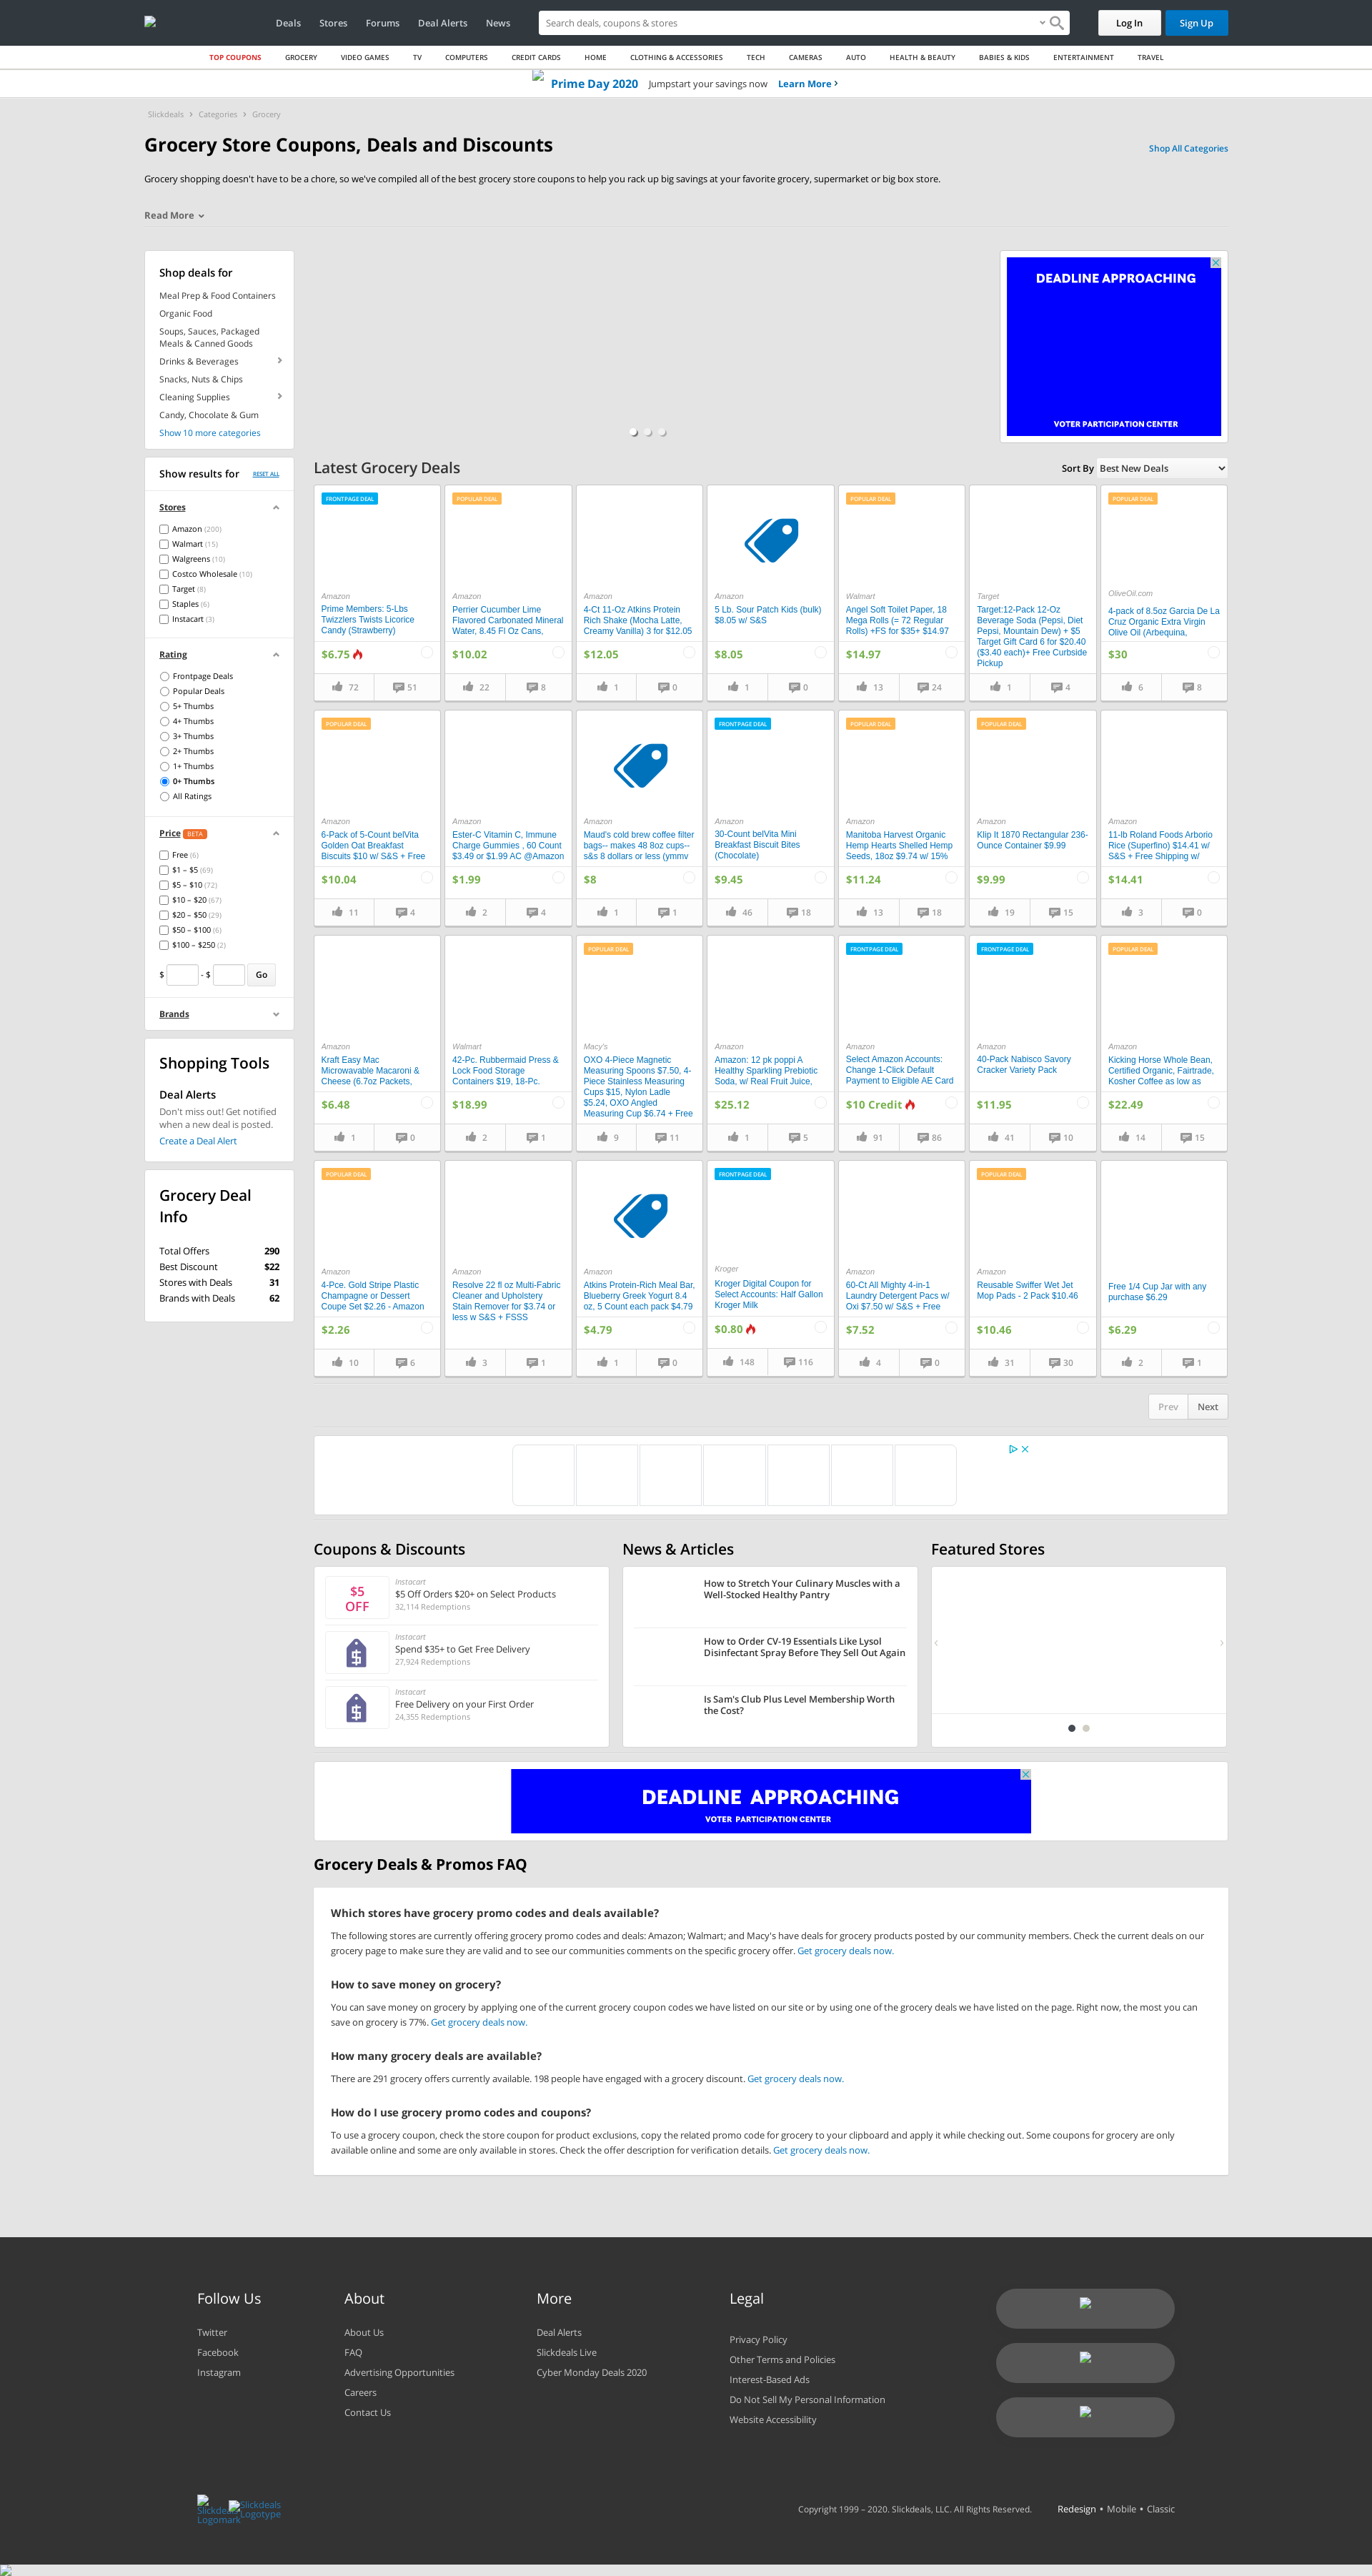 Deals Stores Forums Deal Alerts News
Search deals, coupons & stores
Log In
Sign Up
TOP COUPONS GROCERY VIDEO GAMES TV COMPUTERS CREDIT CARDS HOME CLOTHING & ACCESSORIES TECH CAMERAS AUTO HEALTH & BEAUTY BABIES & KIDS ENTERTAINMENT TRAVEL
Prime Day 2020 Jumpstart your savings now Learn More
Slickdeals Categories Grocery
Grocery Store Coupons, Deals and Discounts
Shop All Categories
Grocery shopping doesn't have to be a chore, so we've compiled all of the best grocery store coupons to help you rack up big savings at your favorite grocery, supermarket or big box store.
Read More
Shop deals for
Meal Prep & Food Containers
Organic Food
Soups, Sauces, Packaged
Meals & Canned Goods
Drinks & Beverages
Snacks, Nuts & Chips
Cleaning Supplies
Candy, Chocolate & Gum
Show 10 more categories
DEADLINE APPROACHING
VOTER PARTICIPATION CENTER
Show results for RESET ALL
Stores
Amazon (200)
Walmart (15)
Walgreens (10)
Costco Wholesale (10)
Target (8)
Staples (6)
Instacart (3)
Rating
Frontpage Deals
Popular Deals
5+ Thumbs
4+ Thumbs
3+ Thumbs
2+ Thumbs
1+ Thumbs
0+ Thumbs
All Ratings
Price BETA
Free (6)
$1 – $5 (69)
$5 – $10 (72)
$10 – $20 (67)
$20 – $50 (29)
$50 – $100 (6)
$100 – $250 (2)
$ - $ Go
Brands
Shopping Tools
Deal Alerts
Don't miss out! Get notified
when a new deal is posted.
Create a Deal Alert
Grocery Deal
Info
Total Offers 290
Best Discount $22
Stores with Deals 31
Brands with Deals 62
Latest Grocery Deals
Sort By Best New Deals
FRONTPAGE DEAL
Amazon
Prime Members: 5-Lbs
Twizzlers Twists Licorice
Candy (Strawberry)
$6.75
72 51
POPULAR DEAL
Amazon
Perrier Cucumber Lime
Flavored Carbonated Mineral
Water, 8.45 Fl Oz Cans,
$10.02
22 8
Amazon
4-Ct 11-Oz Atkins Protein
Rich Shake (Mocha Latte,
Creamy Vanilla) 3 for $12.05
$12.05
1 0
Amazon
5 Lb. Sour Patch Kids (bulk)
$8.05 w/ S&S
$8.05
1 0
POPULAR DEAL
Walmart
Angel Soft Toilet Paper, 18
Mega Rolls (= 72 Regular
Rolls) +FS for $35+ $14.97
$14.97
13 24
Target
Target:12-Pack 12-Oz
Beverage Soda (Pepsi, Diet
Pepsi, Mountain Dew) + $5
Target Gift Card 6 for $20.40
($3.40 each)+ Free Curbside
Pickup
1 4
POPULAR DEAL
OliveOil.com
4-pack of 8.5oz Garcia De La
Cruz Organic Extra Virgin
Olive Oil (Arbequina,
$30
6 8
POPULAR DEAL
Amazon
6-Pack of 5-Count belVita
Golden Oat Breakfast
Biscuits $10 w/ S&S + Free
$10.04
11 4
Amazon
Ester-C Vitamin C, Immune
Charge Gummies , 60 Count
$3.49 or $1.99 AC @Amazon
$1.99
2 4
Amazon
Maud's cold brew coffee filter
bags-- makes 48 8oz cups--
s&s 8 dollars or less (ymmv
$8
1 1
FRONTPAGE DEAL
Amazon
30-Count belVita Mini
Breakfast Biscuit Bites
(Chocolate)
$9.45
46 18
POPULAR DEAL
Amazon
Manitoba Harvest Organic
Hemp Hearts Shelled Hemp
Seeds, 18oz $9.74 w/ 15%
$11.24
13 18
POPULAR DEAL
Amazon
Klip It 1870 Rectangular 236-
Ounce Container $9.99
$9.99
19 15
Amazon
11-lb Roland Foods Arborio
Rice (Superfino) $14.41 w/
S&S + Free Shipping w/
$14.41
3 0
Amazon
Kraft Easy Mac
Microwavable Macaroni &
Cheese (6.7oz Packets,
$6.48
1 0
Walmart
42-Pc. Rubbermaid Press &
Lock Food Storage
Containers $19, 18-Pc.
$18.99
2 1
POPULAR DEAL
Macy's
OXO 4-Piece Magnetic
Measuring Spoons $7.50, 4-
Piece Stainless Measuring
Cups $15, Nylon Ladle
$5.24, OXO Angled
Measuring Cup $6.74 + Free
9 11
Amazon
Amazon: 12 pk poppi A
Healthy Sparkling Prebiotic
Soda, w/ Real Fruit Juice,
$25.12
1 5
FRONTPAGE DEAL
Amazon
Select Amazon Accounts:
Change 1-Click Default
Payment to Eligible AE Card
$10 Credit
91 86
FRONTPAGE DEAL
Amazon
40-Pack Nabisco Savory
Cracker Variety Pack
$11.95
41 10
POPULAR DEAL
Amazon
Kicking Horse Whole Bean,
Certified Organic, Fairtrade,
Kosher Coffee as low as
$22.49
14 15
POPULAR DEAL
Amazon
4-Pce. Gold Stripe Plastic
Champagne or Dessert
Coupe Set $2.26 - Amazon
$2.26
10 6
Amazon
Resolve 22 fl oz Multi-Fabric
Cleaner and Upholstery
Stain Remover for $3.74 or
less w S&S + FSSS
3 1
Amazon
Atkins Protein-Rich Meal Bar,
Blueberry Greek Yogurt 8.4
oz, 5 Count each pack $4.79
$4.79
1 0
FRONTPAGE DEAL
Kroger
Kroger Digital Coupon for
Select Accounts: Half Gallon
Kroger Milk
$0.80
148 116
Amazon
60-Ct All Mighty 4-in-1
Laundry Detergent Pacs w/
Oxi $7.50 w/ S&S + Free
$7.52
4 0
POPULAR DEAL
Amazon
Reusable Swiffer Wet Jet
Mop Pads - 2 Pack $10.46
$10.46
31 30
Free 1/4 Cup Jar with any
purchase $6.29
$6.29
2 1
Prev Next
Coupons & Discounts
$5
OFF
Instacart
$5 Off Orders $20+ on Select Products
32,114 Redemptions
Instacart
Spend $35+ to Get Free Delivery
27,924 Redemptions
Instacart
Free Delivery on your First Order
24,355 Redemptions
News & Articles
How to Stretch Your Culinary Muscles with a
Well-Stocked Healthy Pantry
How to Order CV-19 Essentials Like Lysol
Disinfectant Spray Before They Sell Out Again
Is Sam's Club Plus Level Membership Worth
the Cost?
Featured Stores
DEADLINE APPROACHING
VOTER PARTICIPATION CENTER
Grocery Deals & Promos FAQ
Which stores have grocery promo codes and deals available?
The following stores are currently offering grocery promo codes and deals: Amazon; Walmart; and Macy's have deals for grocery products posted by our community members. Check the current deals on our
grocery page to make sure they are valid and to see our communities comments on the specific grocery offer. Get grocery deals now.
How to save money on grocery?
You can save money on grocery by applying one of the current grocery coupon codes we have listed on our site or by using one of the grocery deals we have listed on the page. Right now, the most you can
save on grocery is 77%. Get grocery deals now.
How many grocery deals are available?
There are 291 grocery offers currently available. 198 people have engaged with a grocery discount. Get grocery deals now.
How do I use grocery promo codes and coupons?
To use a grocery coupon, check the store coupon for product exclusions, copy the related promo code for grocery to your clipboard and apply it while checking out. Some coupons for grocery are only
available online and some are only available in stores. Check the offer description for verification details. Get grocery deals now.
Follow Us
Twitter
Facebook
Instagram
About
About Us
FAQ
Advertising Opportunities
Careers
Contact Us
More
Deal Alerts
Slickdeals Live
Cyber Monday Deals 2020
Legal
Privacy Policy
Other Terms and Policies
Interest-Based Ads
Do Not Sell My Personal Information
Website Accessibility
Slickdeals
Logomark
Slickdeals
Logotype
Copyright 1999 – 2020. Slickdeals, LLC. All Rights Reserved.
Redesign • Mobile • Classic